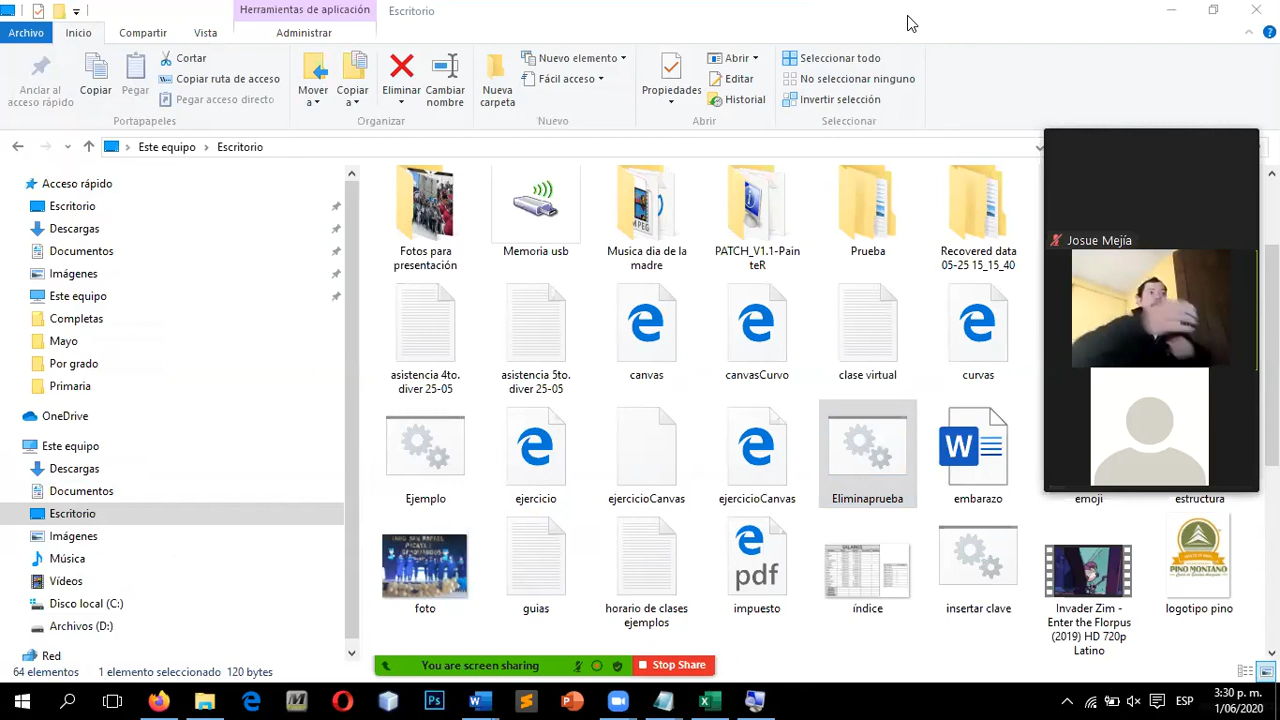 Herramientas de aplicación
Escritorio
Archivo
Inicio
Compartir
Vista
Administrar
Anclar al
acceso rápido
Copiar
Pegar
Cortar
Copiar ruta de acceso
Pegar acceso directo
Portapapeles
Mover
a
Copiar
a
Eliminar
Cambiar
nombre
Organizar
Nueva
carpeta
Nuevo elemento
Fácil acceso
Nuevo
Propiedades
Abrir
Editar
Historial
Abrir
Seleccionar todo
No seleccionar ninguno
Invertir selección
Seleccionar
Este equipo
Escritorio
Acceso rápido
Escritorio
Descargas
Documentos
Imágenes
Este equipo
Completas
Mayo
Por grado
Primaria
OneDrive
Este equipo
Descargas
Documentos
Escritorio
Imágenes
Música
Vídeos
Disco local (C:)
Archivos (D:)
Red
Fotos para
presentación
Memoria usb
Musica dia de la
madre
PATCH_V1.1-Pain
teR
Prueba
Recovered data
05-25 15_15_40
Josue Mejía
asistencia 4to.
diver 25-05
asistencia 5to.
diver 25-05
canvas
canvasCurvo
clase virtual
curvas
Ejemplo
ejercicio
ejercicioCanvas
ejercicioCanvas
Eliminaprueba
embarazo
emoji
estructura
foto
guias
horario de clases
ejemplos
pdf
impuesto
índice
insertar clave
Invader Zim -
Enter the Florpus
(2019) HD 720p
Latino
PINO MONTANO
logotipo pino
64 elementos
1 elemento seleccionado
120 bytes
You are screen sharing
Stop Share
ESP
3:30 p. m.
1/06/2020